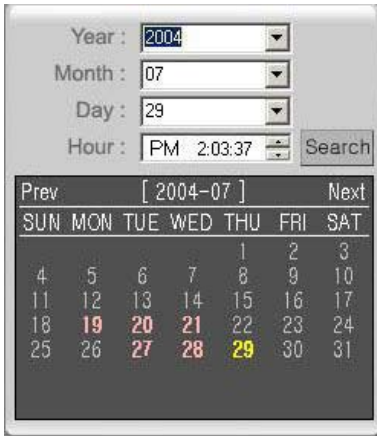 Year : 2004
Month : 07
Day : 29
Hour : PM 2:03:37 Search
Prev [ 2004-07 ] Next
SUN MON TUE WED THU FRI SAT
1 2 3
4 5 6 7 8 9 10
11 12 13 14 15 16 17
18 19 20 21 22 23 24
25 26 27 28 29 30 31